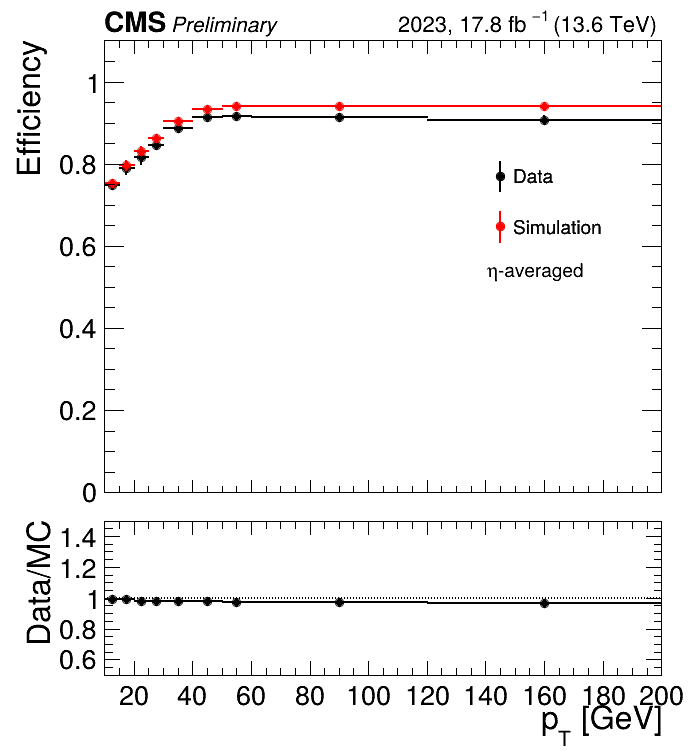 CMS Preliminary 2023, 17.8 fb⁻¹ (13.6 TeV)
Efficiency
1
0.8
0.6
0.4
0.2
0
Data
Simulation
η-averaged
Data/MC
1.4
1.2
1
0.8
0.6
20 40 60 80 100 120 140 160 180 200
p_T [GeV]